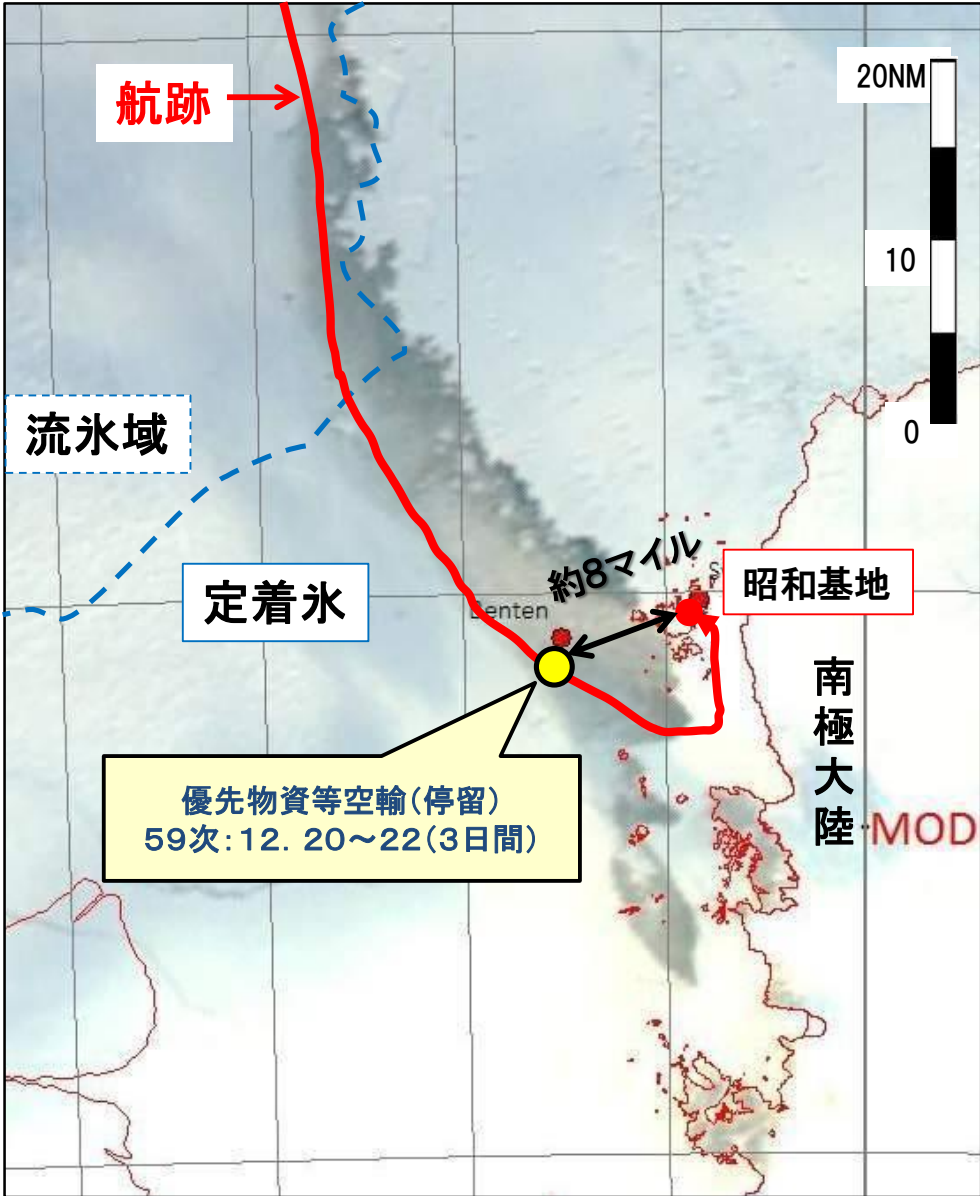 航跡
20NM
10
0
流氷域
定着氷
約8マイル
Benten
昭和基地
南極大陸
優先物資等空輸(停留)
59次:12. 20～22(3日間)
MOD